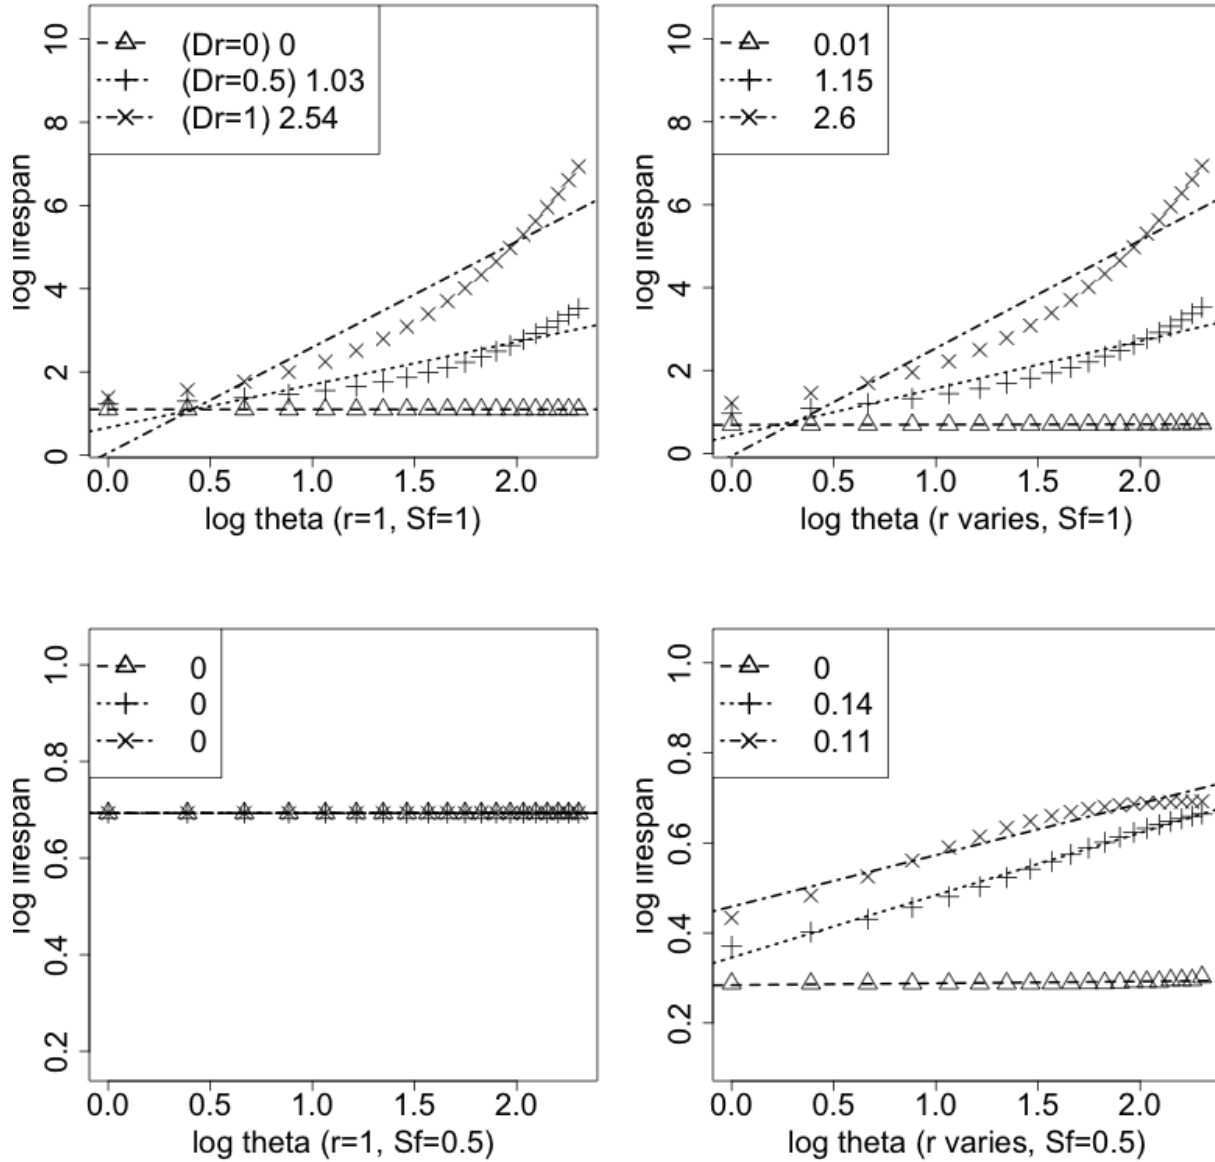 (Dr=0) 0
(Dr=0.5) 1.03
(Dr=1) 2.54
0 2 4 6 8 10
log lifespan
0.0 0.5 1.0 1.5 2.0
log theta (r=1, Sf=1)
0.01
1.15
2.6
0 2 4 6 8 10
log lifespan
0.0 0.5 1.0 1.5 2.0
log theta (r varies, Sf=1)
0
0
0
0.2 0.4 0.6 0.8 1.0
log lifespan
0.0 0.5 1.0 1.5 2.0
log theta (r=1, Sf=0.5)
0
0.14
0.11
0.2 0.4 0.6 0.8 1.0
log lifespan
0.0 0.5 1.0 1.5 2.0
log theta (r varies, Sf=0.5)